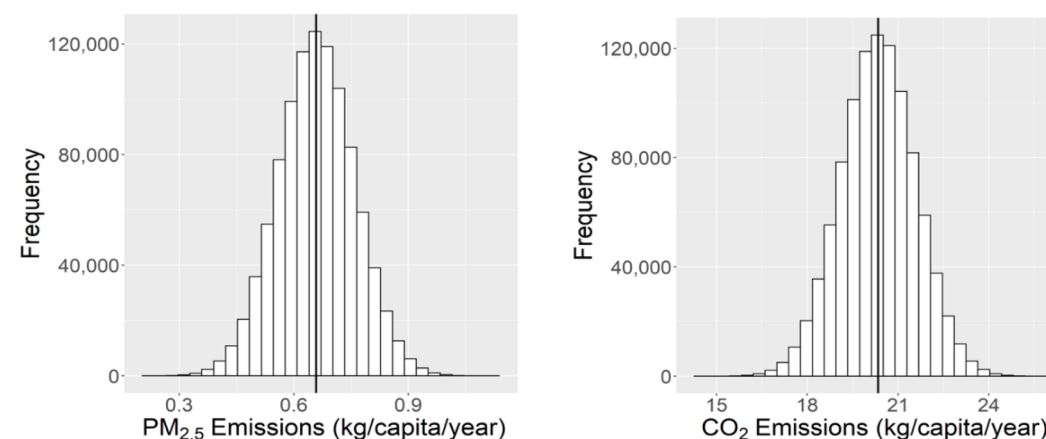 120,000
80,000
40,000
0
Frequency
0.3 0.6 0.9
PM2.5 Emissions (kg/capita/year)
120,000
80,000
40,000
0
Frequency
15 18 21 24
CO2 Emissions (kg/capita/year)